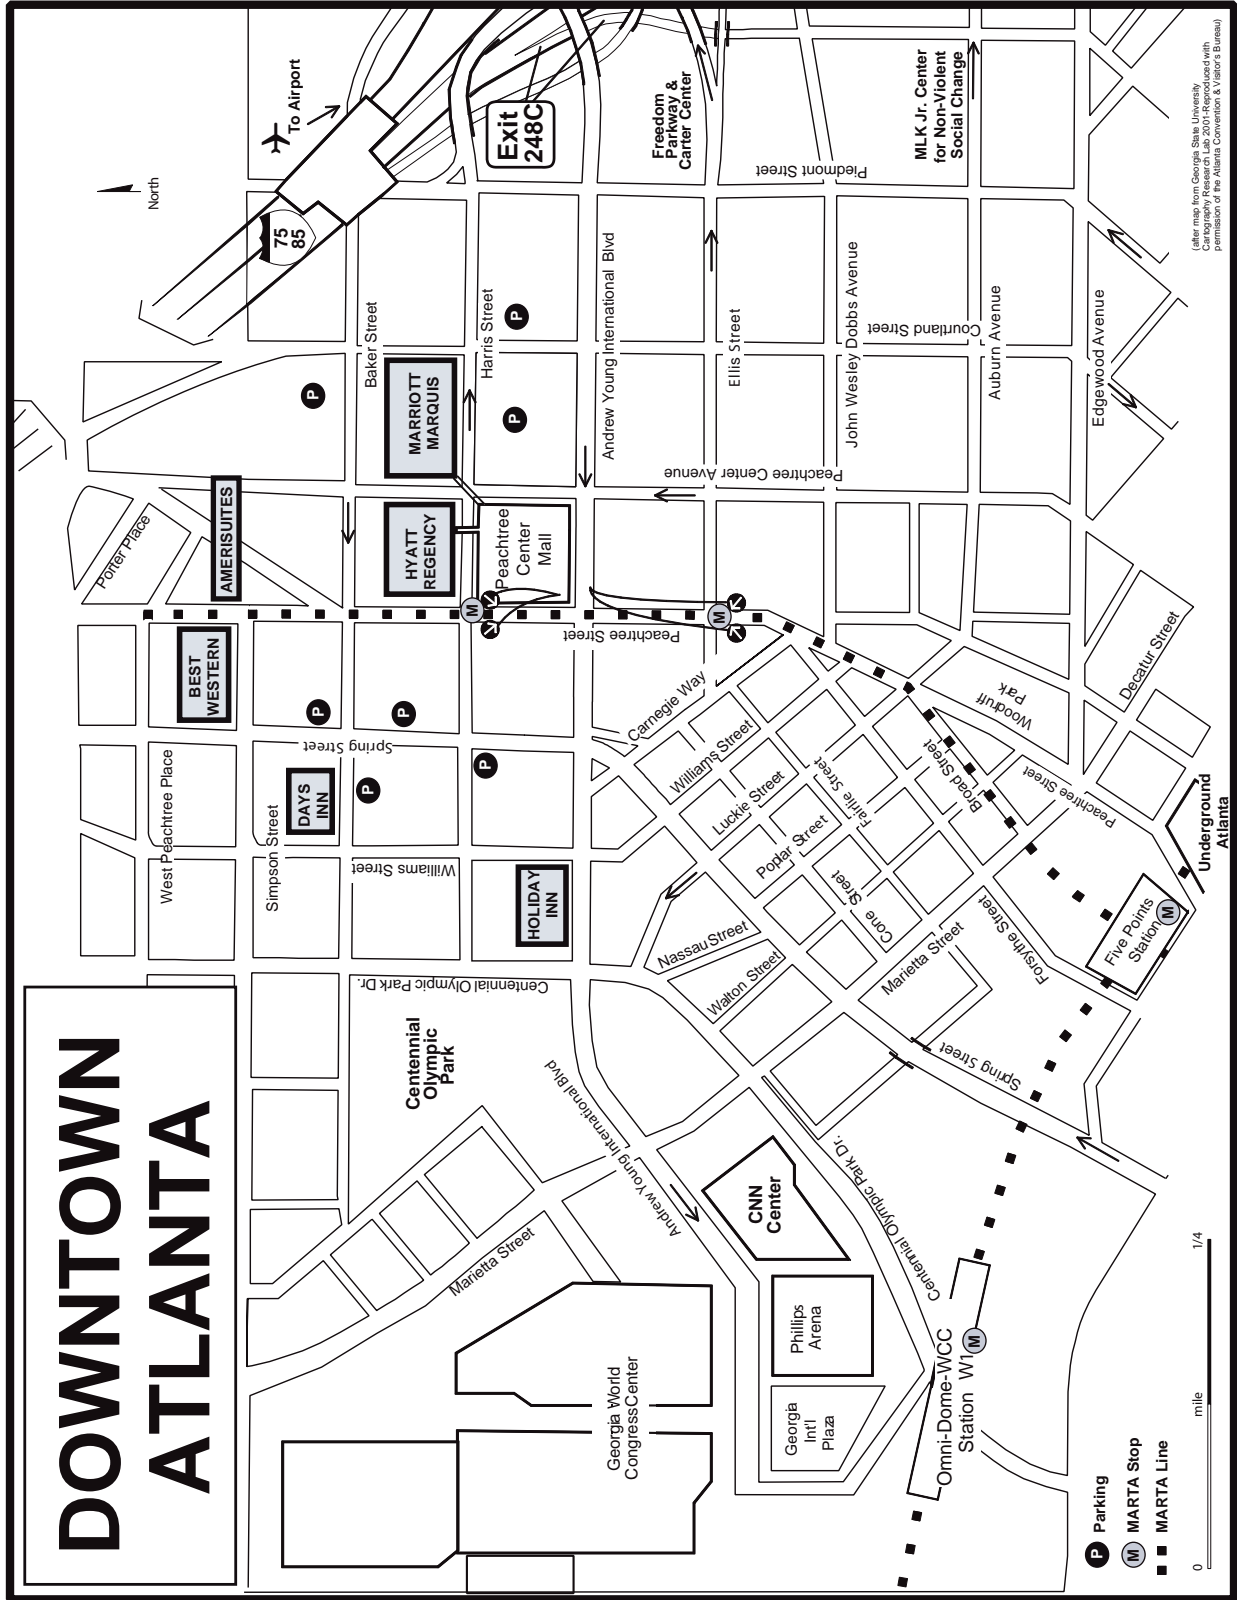 DOWNTOWN
ATLANTA
North
To Airport
75
85
Exit
248C
Freedom
Parkway &
Carter Center
MLK Jr. Center
for Non-Violent
Social Change
(after map from Georgia State University
Cartography Research Lab 2001-Reproduced with
permission of the Atlanta Convention & Visitor's Bureau)
Piedmont Street
Courtland Street
Peachtree Center Avenue
Baker Street
Harris Street
Andrew Young International Blvd
Ellis Street
John Wesley Dobbs Avenue
Auburn Avenue
Edgewood Avenue
P
P
P
MARRIOTT
MARQUIS
HYATT
REGENCY
AMERISUITES
Porter Place
Peachtree
Center
Mall
M
M
Peachtree Street
BEST
WESTERN
P
P
P
P
Spring Street
DAYS
INN
West Peachtree Place
Simpson Street
Williams Street
HOLIDAY
INN
Carnegie Way
Williams Street
Luckie Street
Poplar Street
Fairlie Street
Broad Street
Cone Street
Woodruff
Park
Decatur Street
Peachtree Street
Underground
Atlanta
Nassau Street
Walton Street
Marietta Street
Forsythe Street
Five Points
Station
M
Centennial Olympic Park Dr.
Centennial
Olympic
Park
Andrew Young International Blvd
Andrew Young International Blvd
Spring Street
Centennial Olympic Park Dr.
Marietta Street
CNN
Center
Phillips
Arena
Georgia
Int'l
Plaza
Georgia World
Congress Center
Omni-Dome-WCC
Station W1
M
P Parking
M MARTA Stop
MARTA Line
0 mile 1/4